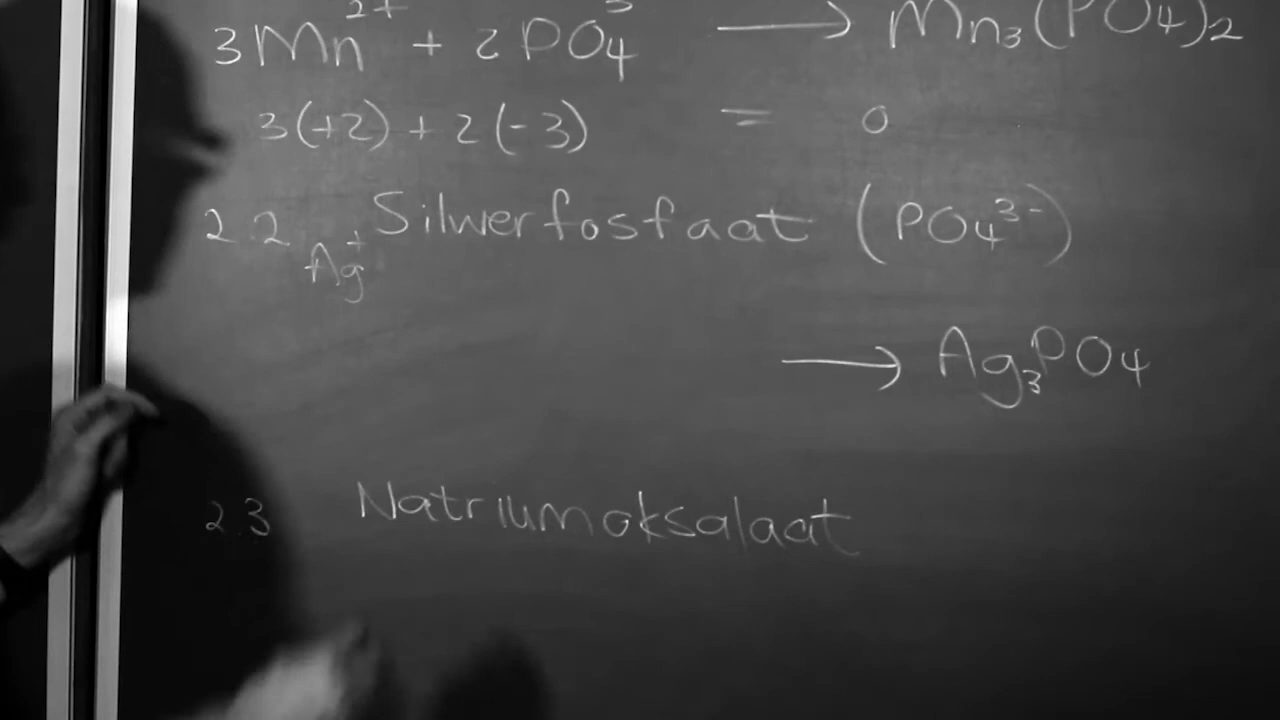 3Mn²⁺ + 2PO₄³ ⟶ Mn₃(PO₄)₂
3(+2) + 2(-3) = 0
2.2 Ag⁺ Silwerfosfaat (PO₄³⁻)
⟶ Ag₃PO₄
2.3 Natriumoksalaat